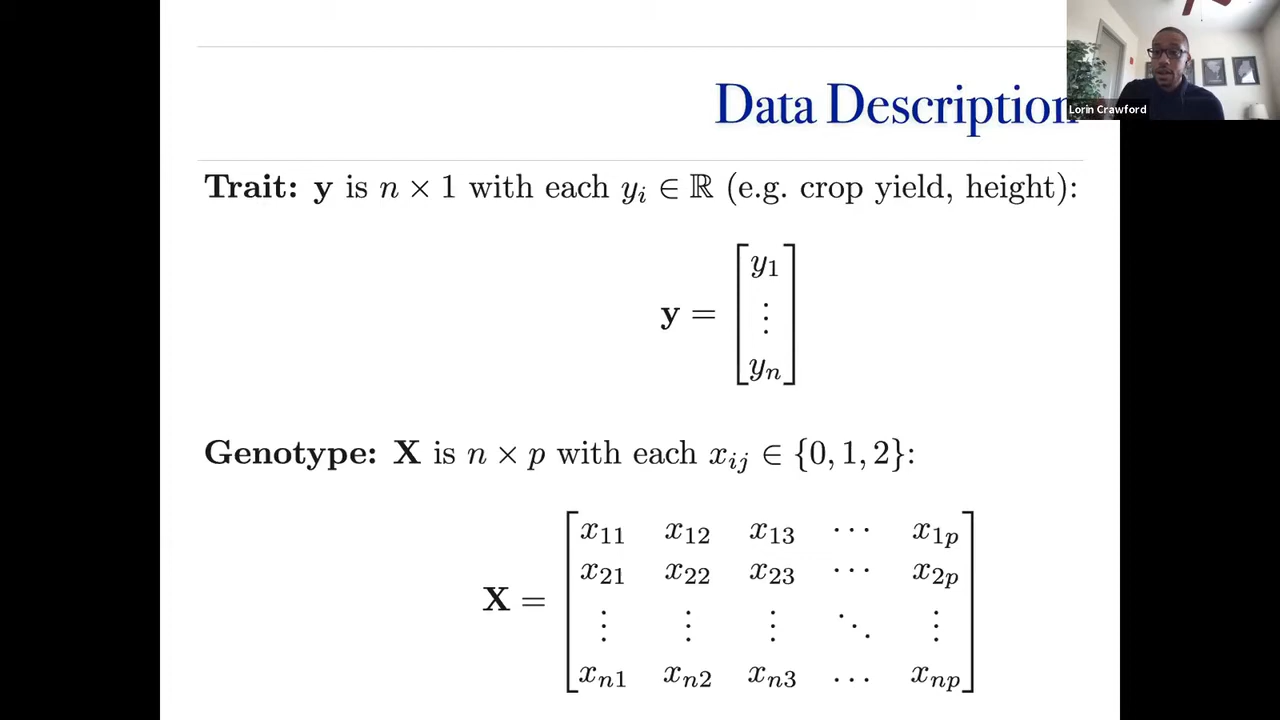 Data Description
Lorin Crawford
Trait: y is n × 1 with each yᵢ ∈ ℝ (e.g. crop yield, height):
y = [y₁ ⋮ yₙ]
Genotype: X is n × p with each xᵢⱼ ∈ {0, 1, 2}:
x₁₁ x₁₂ x₁₃ ⋯ x₁ₚ
x₂₁ x₂₂ x₂₃ ⋯ x₂ₚ
X = ⋮ ⋮ ⋮ ⋱ ⋮
xₙ₁ xₙ₂ xₙ₃ … xₙₚ